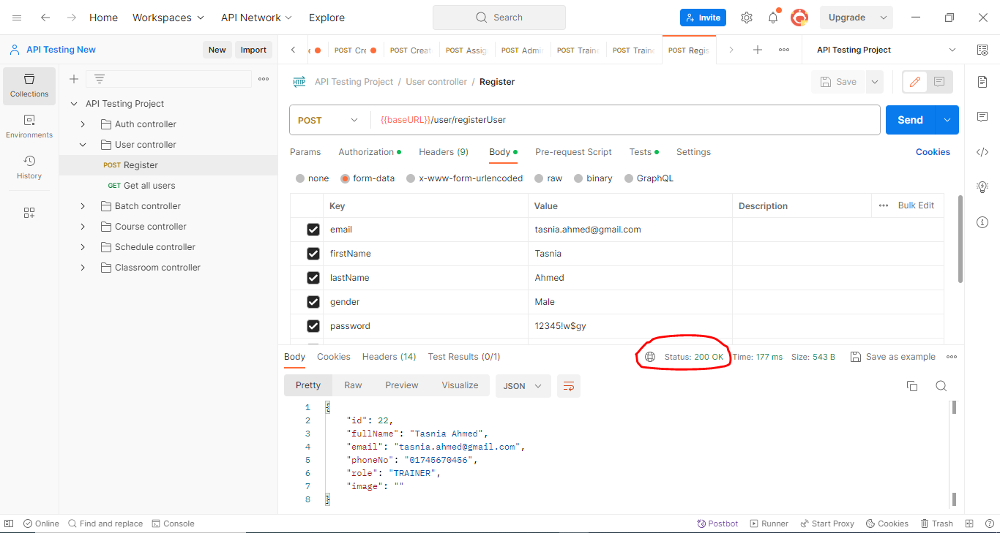 Home Workspaces API Network Explore Search Invite Upgrade
API Testing New New Import POST Cre POST Creat POST Assig POST Admi POST Traine POST Traine POST Regis API Testing Project
Collections
Environments
History
API Testing Project
Auth controller
User controller
POST Register
GET Get all users
Batch controller
Course controller
Schedule controller
Classroom controller
HTTP API Testing Project / User controller / Register Save
POST {{baseURL}}/user/registerUser Send
Params Authorization Headers (9) Body Pre-request Script Tests Settings Cookies
none form-data x-www-form-urlencoded raw binary GraphQL
Key Value Description Bulk Edit
email tasnia.ahmed@gmail.com
firstName Tasnia
lastName Ahmed
gender Male
password 12345!w$gy
Body Cookies Headers (14) Test Results (0/1) Status: 200 OK Time: 177 ms Size: 543 B Save as example
Pretty Raw Preview Visualize JSON
1 {
2 "id": 22,
3 "fullName": "Tasnia Ahmed",
4 "email": "tasnia.ahmed@gmail.com",
5 "phoneNo": "01745670456",
6 "role": "TRAINER",
7 "image": ""
8 }
Online Find and replace Console Postbot Runner Start Proxy Cookies Trash